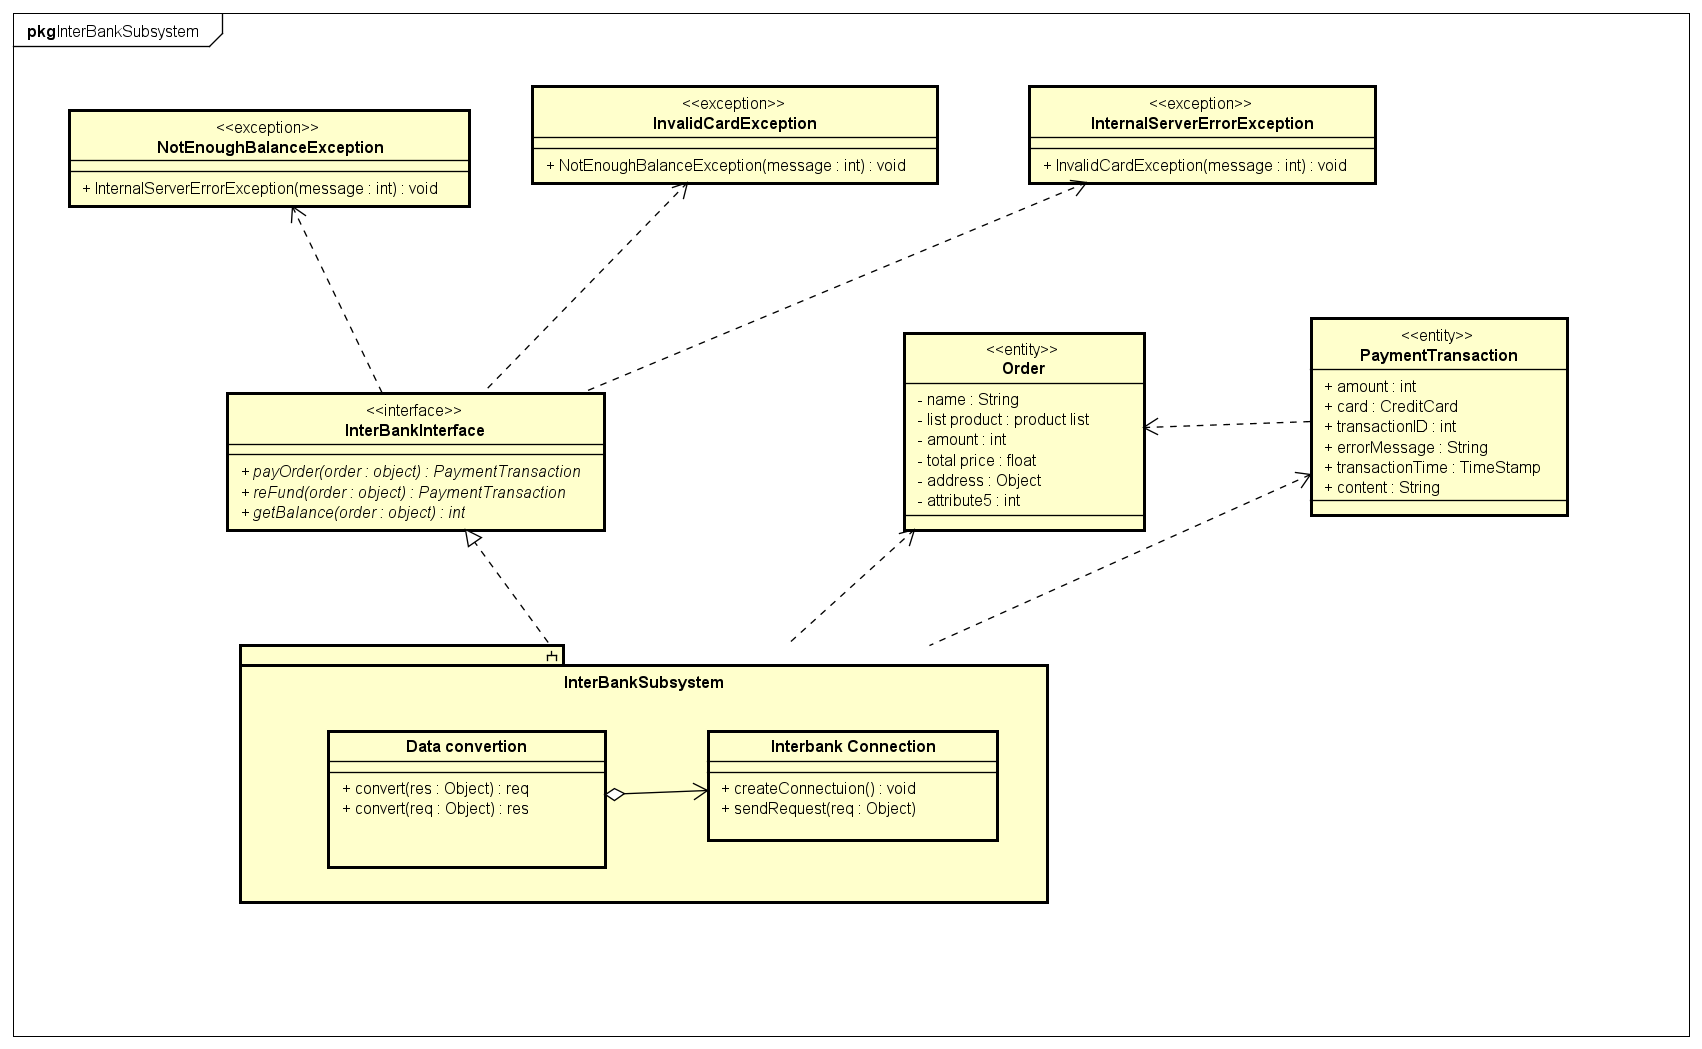 pkg InterBankSubsystem
<<exception>>
NotEnoughBalanceException
+ InternalServerErrorException(message : int) : void
<<exception>>
InvalidCardException
+ NotEnoughBalanceException(message : int) : void
<<exception>>
InternalServerErrorException
+ InvalidCardException(message : int) : void
<<interface>>
InterBankInterface
+ payOrder(order : object) : PaymentTransaction
+ reFund(order : object) : PaymentTransaction
+ getBalance(order : object) : int
<<entity>>
Order
- name : String
- list product : product list
- amount : int
- total price : float
- address : Object
- attribute5 : int
<<entity>>
PaymentTransaction
+ amount : int
+ card : CreditCard
+ transactionID : int
+ errorMessage : String
+ transactionTime : TimeStamp
+ content : String
InterBankSubsystem
Data convertion
+ convert(res : Object) : req
+ convert(req : Object) : res
Interbank Connection
+ createConnectuion() : void
+ sendRequest(req : Object)